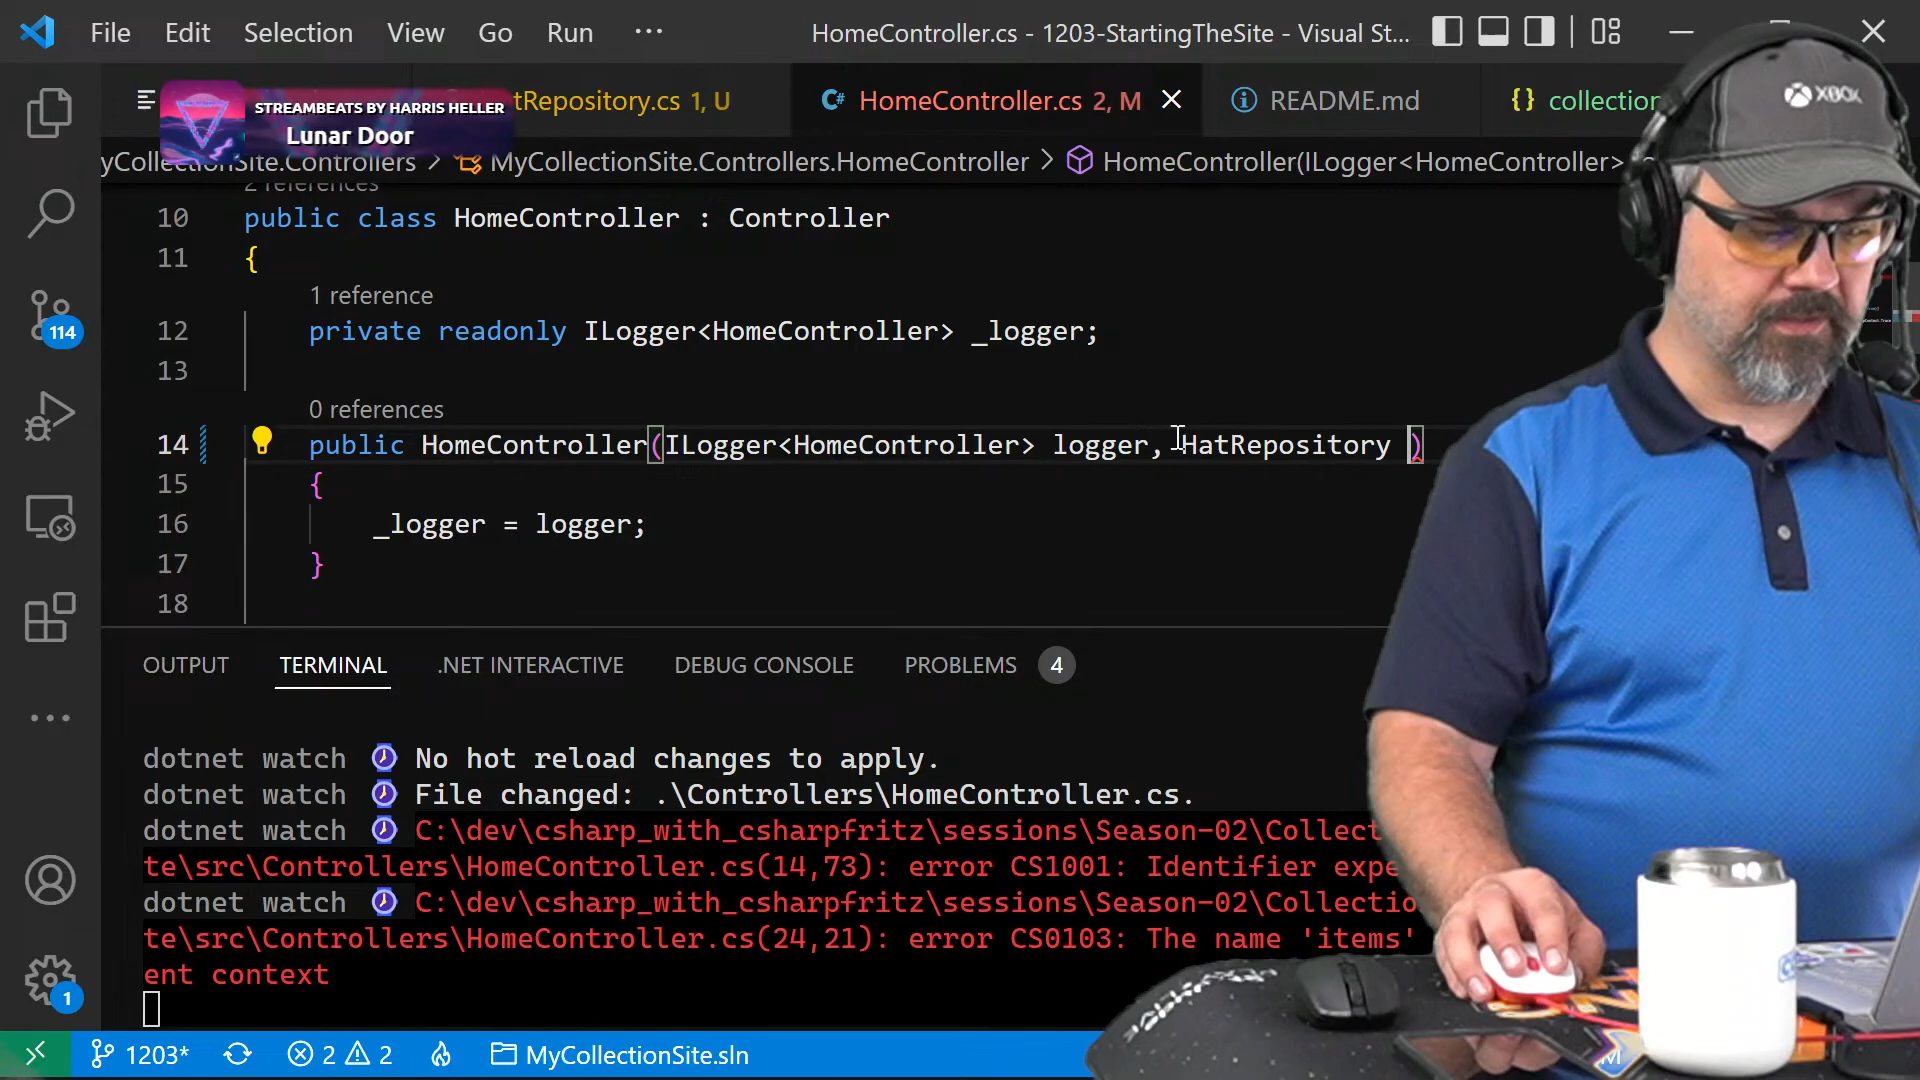 File Edit Selection View Go Run ···
HomeController.cs - 1203-StartingTheSite - Visual St...
STREAMBEATS BY HARRIS HELLER
Lunar Door
tRepository.cs 1, U
HomeController.cs 2, M
README.md
{} collection
yCollectionSite.Controllers > MyCollectionSite.Controllers.HomeController > HomeController(ILogger<HomeController>
2 references
10 public class HomeController : Controller
11 {
1 reference
12 private readonly ILogger<HomeController> _logger;
13
0 references
14 public HomeController(ILogger<HomeController> logger, HatRepository )
15 {
16 _logger = logger;
17 }
18
114
1
OUTPUT TERMINAL .NET INTERACTIVE DEBUG CONSOLE PROBLEMS 4
dotnet watch No hot reload changes to apply.
dotnet watch File changed: .\Controllers\HomeController.cs.
dotnet watch C:\dev\csharp_with_csharpfritz\sessions\Season-02\Collect
te\src\Controllers\HomeController.cs(14,73): error CS1001: Identifier expe
dotnet watch C:\dev\csharp_with_csharpfritz\sessions\Season-02\Collectio
te\src\Controllers\HomeController.cs(24,21): error CS0103: The name 'items'
ent context
1203* 2 2 MyCollectionSite.sln
XBOX